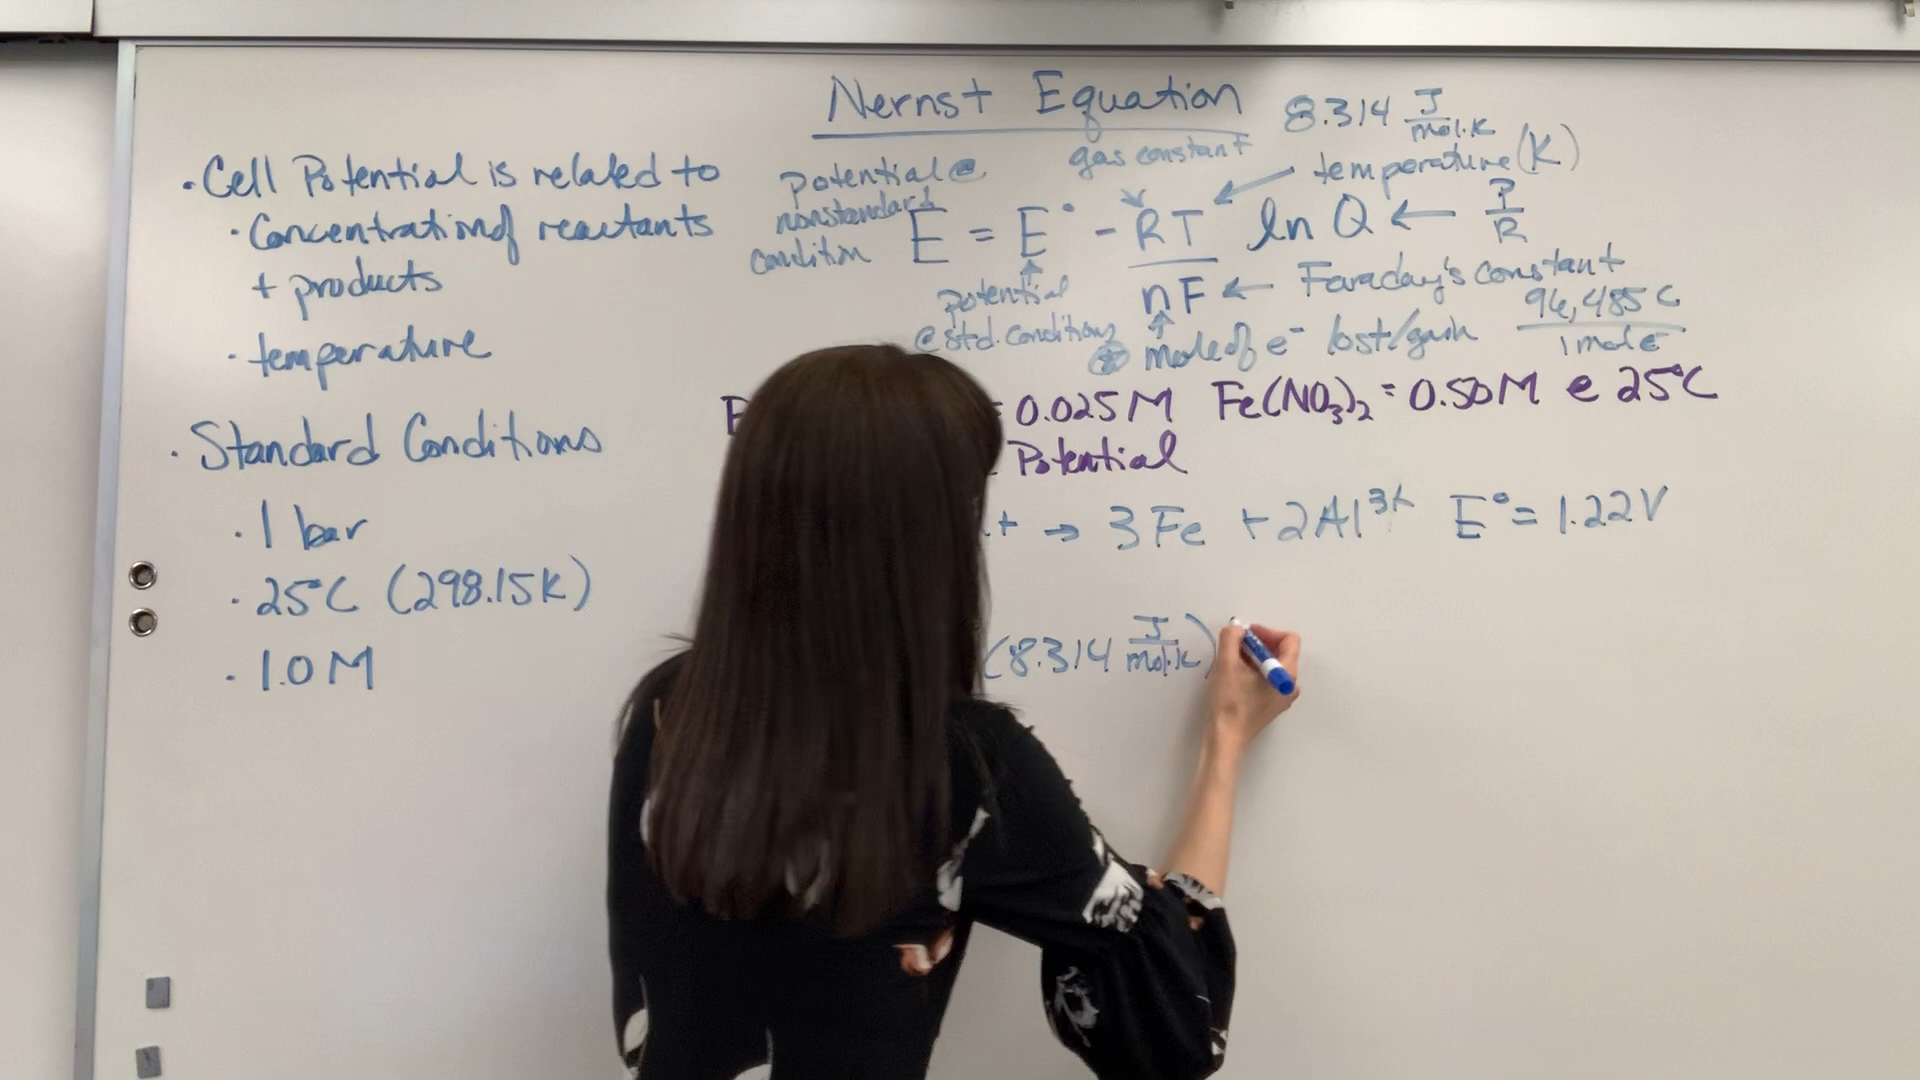 Nernst Equation
8.314 J/mol·K
gas constant
temperature (K)
potential @
nonstandard
condition
E = E° - RT/nF ln Q ← P/R
potential
@ std. conditions
← Faraday's constant
96,485 C
1 mol e⁻
mole of e⁻ lost/gain
· Cell Potential is related to
· Concentration of reactants
+ products
· temperature
· Standard Conditions
· 1 bar
· 25°C (298.15K)
· 1.0 M
= 0.025 M Fe(NO₃)₂ = 0.50 M @ 25°C
Potential
+ → 3Fe + 2Al³⁺ E° = 1.22V
(8.314 J/mol·K)